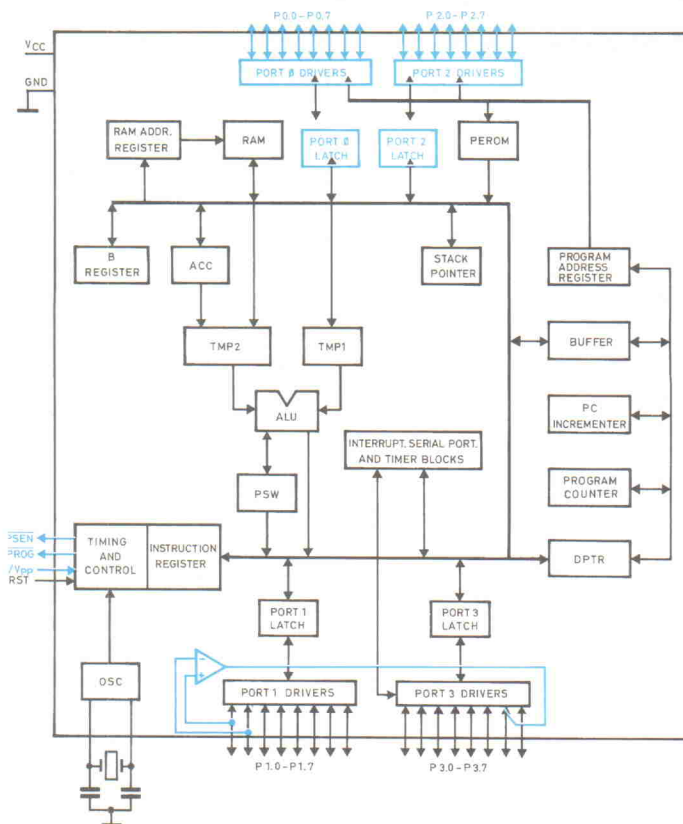 P0.0-P0.7
P2.0-P2.7
VCC
PORT Ø DRIVERS
PORT 2 DRIVERS
GND
RAM ADDR.
REGISTER
RAM
PORT Ø
LATCH
PORT 2
LATCH
PEROM
B
REGISTER
ACC
STACK
POINTER
PROGRAM
ADDRESS
REGISTER
TMP2
TMP1
BUFFER
ALU
PC
INCREMENTER
INTERRUPT. SERIAL PORT.
AND TIMER BLOCKS
PSW
PROGRAM
COUNTER
PSEN
PROG
/Vpp
RST
TIMING
AND
CONTROL
INSTRUCTION
REGISTER
DPTR
PORT 1
LATCH
PORT 3
LATCH
OSC
PORT 1 DRIVERS
PORT 3 DRIVERS
P1.0-P1.7
P3.0-P3.7